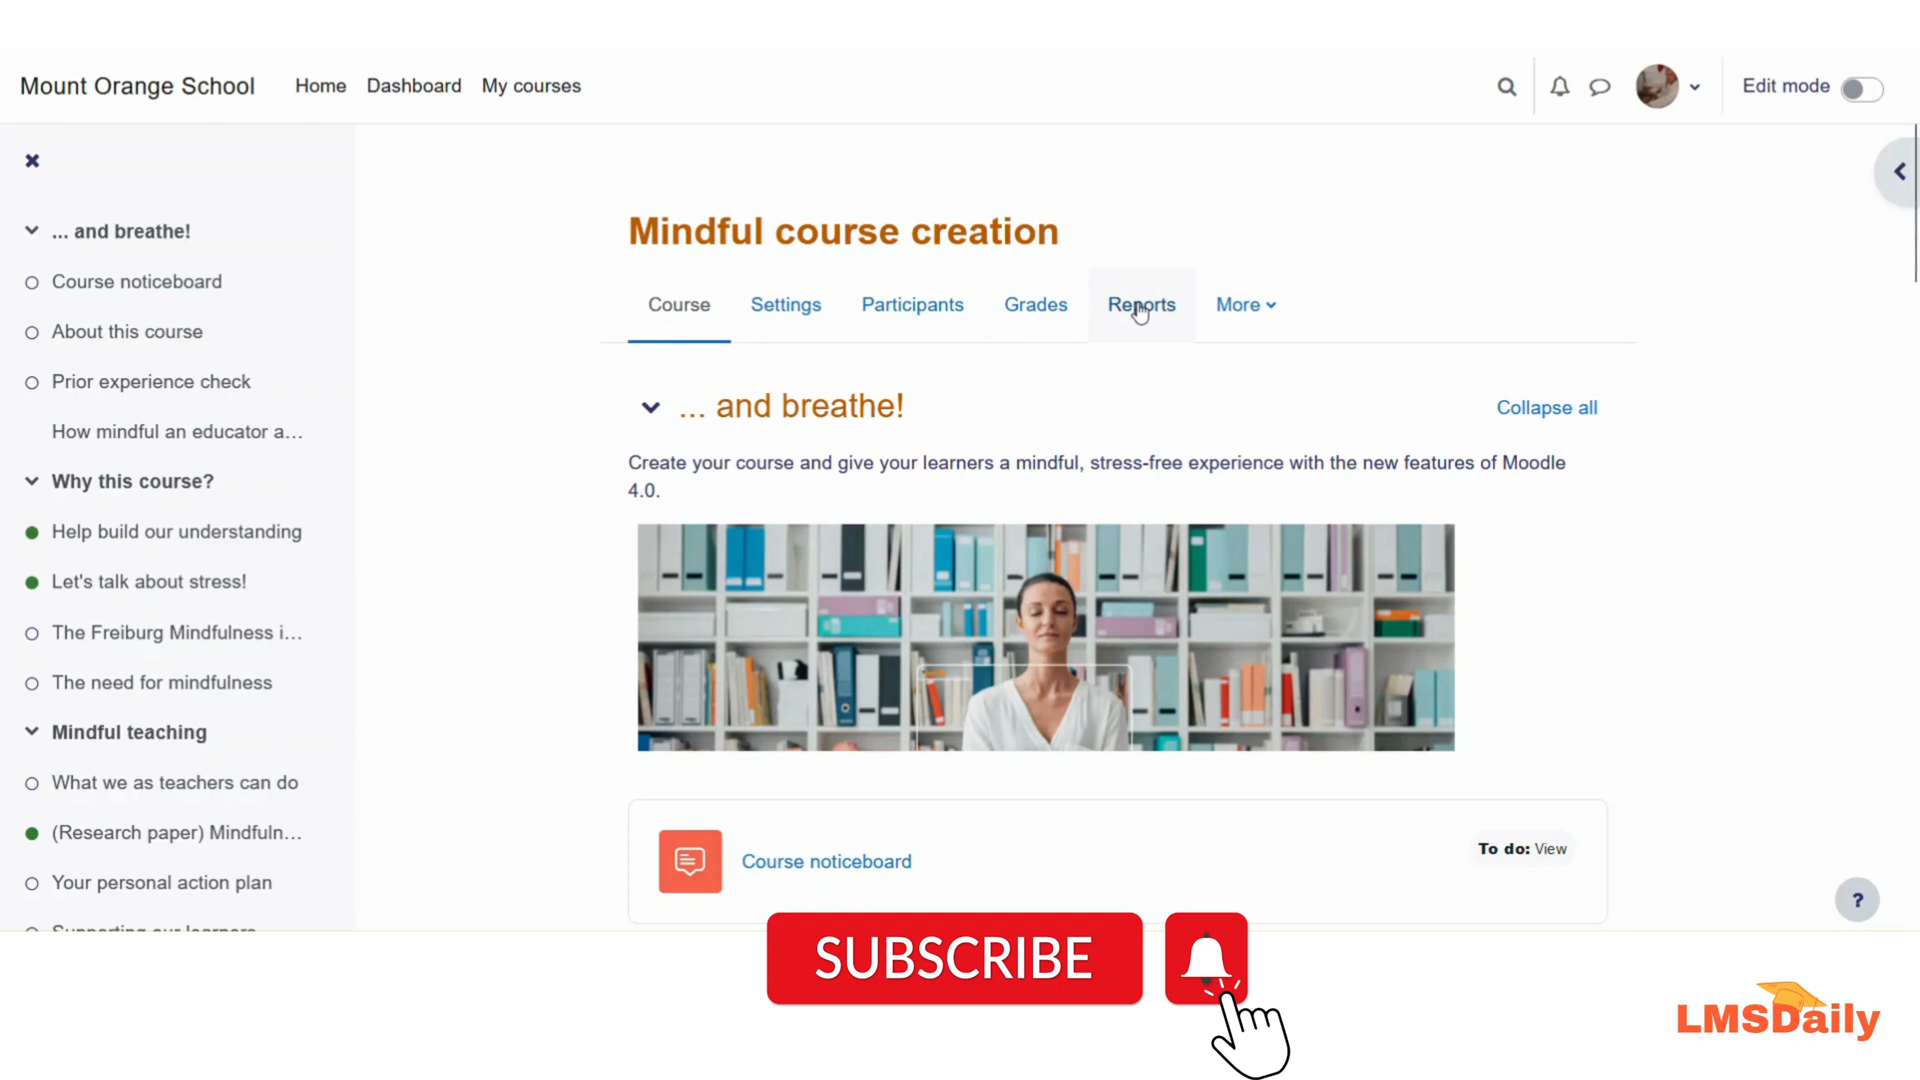 Mount Orange School Home Dashboard My courses Edit mode
... and breathe!
Course noticeboard
About this course
Prior experience check
How mindful an educator a...
Why this course?
Help build our understanding
Let's talk about stress!
The Freiburg Mindfulness i...
The need for mindfulness
Mindful teaching
What we as teachers can do
(Research paper) Mindfuln...
Your personal action plan
Supporting our learners
Mindful course creation
Course Settings Participants Grades Reports More
... and breathe! Collapse all
Create your course and give your learners a mindful, stress-free experience with the new features of Moodle
4.0.
Course noticeboard To do: View
?
SUBSCRIBE
LMSDaily